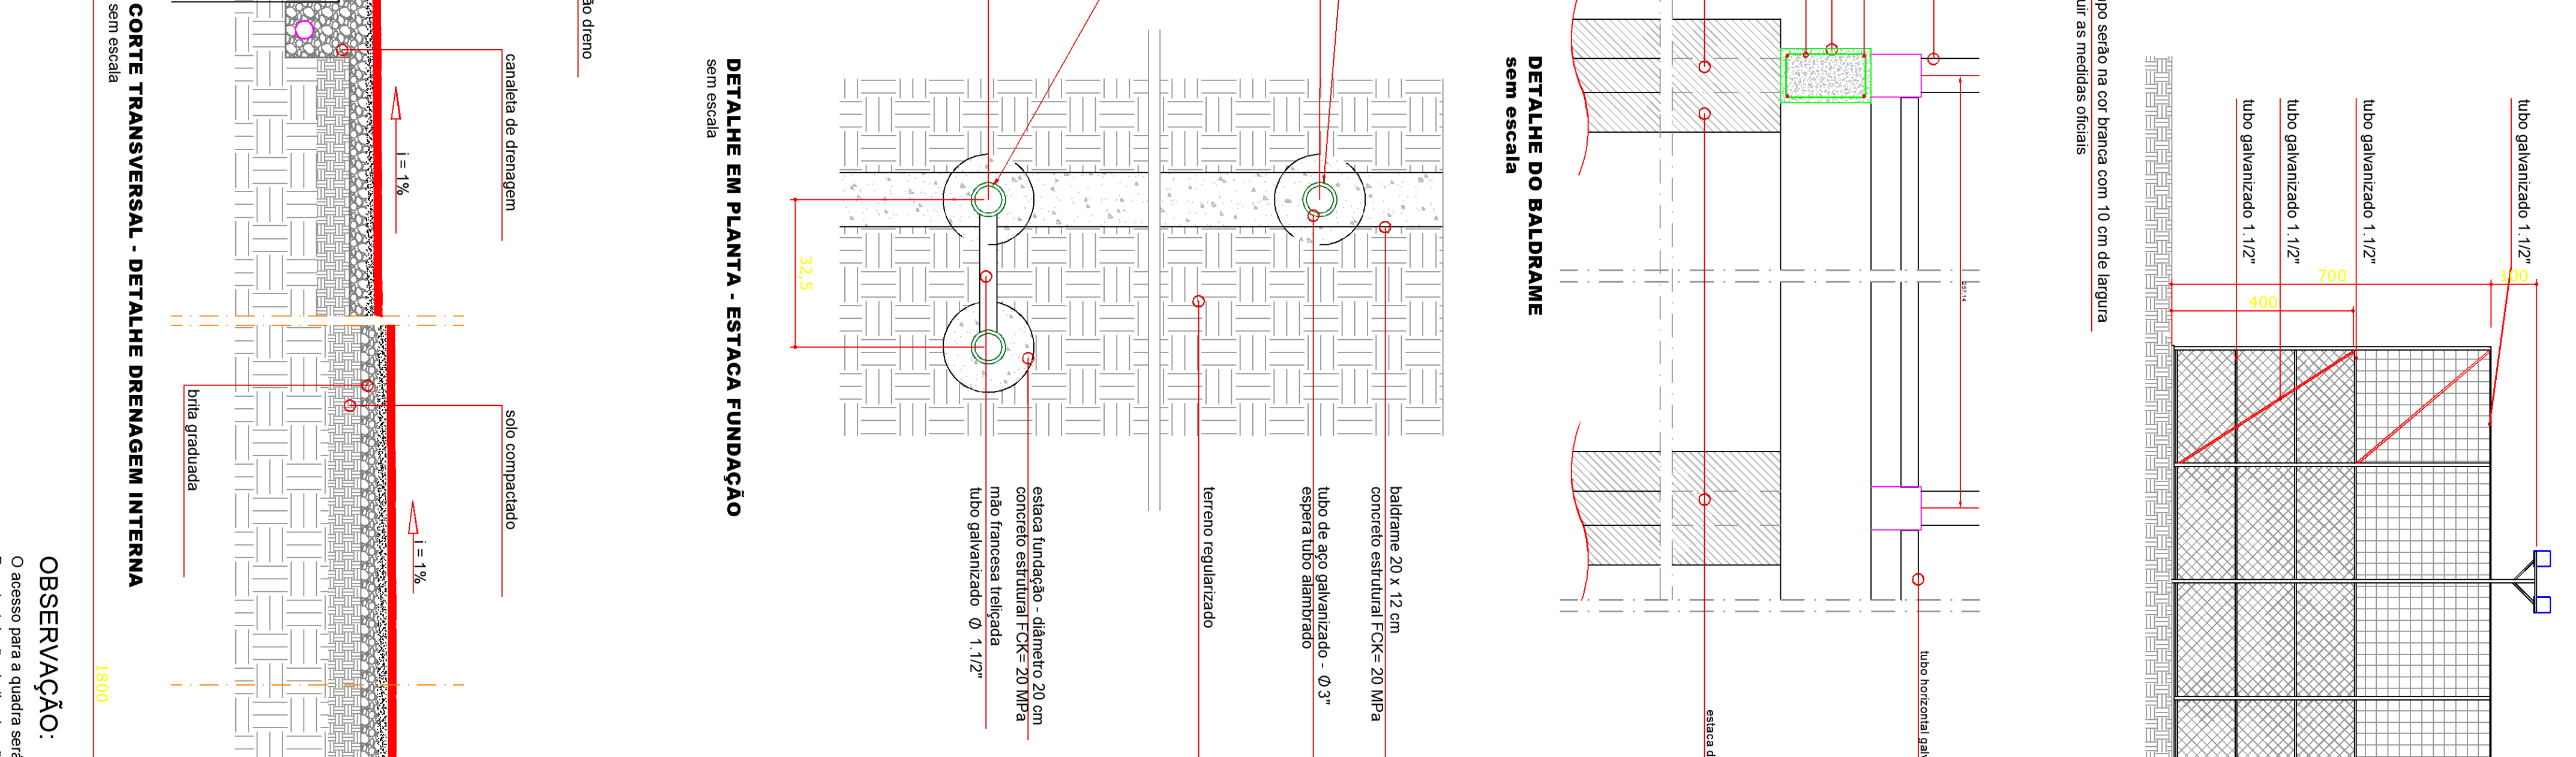 tubo galvanizado 1.1/2"
tubo galvanizado 1.1/2"
tubo galvanizado 1.1/2"
tubo galvanizado 1.1/2"
100
700
400
serão na cor branca com 10 cm de largura
as medidas oficiais
DETALHE DO BALDRAME
sem escala
257,14
tubo horizontal
estaca
baldrame 20 x 12 cm
concreto estrutural FCK= 20 MPa
tubo de aço galvanizado - Ø 3"
espera tubo alambrado
terreno regularizado
estaca fundação - diâmetro 20 cm
concreto estrutural FCK= 20 MPa
mão francesa treliçada
tubo galvanizado Ø 1.1/2"
32,5
DETALHE EM PLANTA - ESTACA FUNDAÇÃO
sem escala
dreno
canaleta de drenagem
solo compactado
i = 1%
i = 1%
brita graduada
CORTE TRANSVERSAL - DETALHE DRENAGEM INTERNA
sem escala
1800
OBSERVAÇÃO:
O acesso para a quadra será